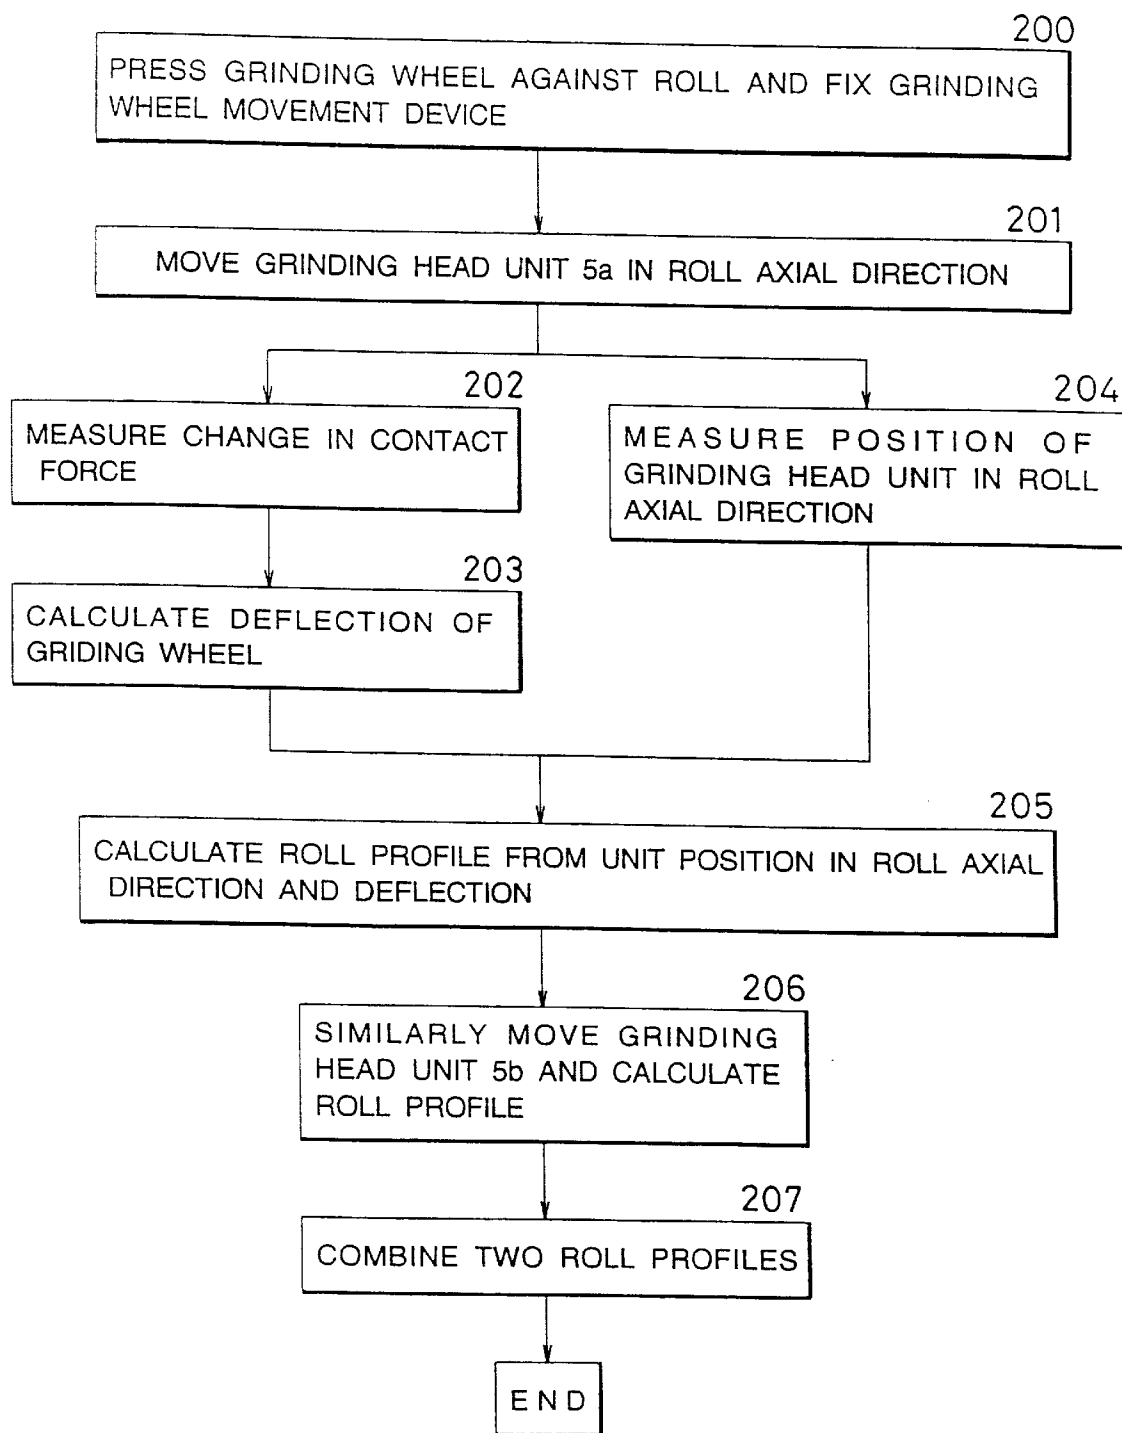 200
PRESS GRINDING WHEEL AGAINST ROLL AND FIX GRINDING
WHEEL MOVEMENT DEVICE
201
MOVE GRINDING HEAD UNIT 5a IN ROLL AXIAL DIRECTION
202
MEASURE CHANGE IN CONTACT
FORCE
204
MEASURE POSITION OF
GRINDING HEAD UNIT IN ROLL
AXIAL DIRECTION
203
CALCULATE DEFLECTION OF
GRIDING WHEEL
205
CALCULATE ROLL PROFILE FROM UNIT POSITION IN ROLL AXIAL
DIRECTION AND DEFLECTION
206
SIMILARLY MOVE GRINDING
HEAD UNIT 5b AND CALCULATE
ROLL PROFILE
207
COMBINE TWO ROLL PROFILES
END